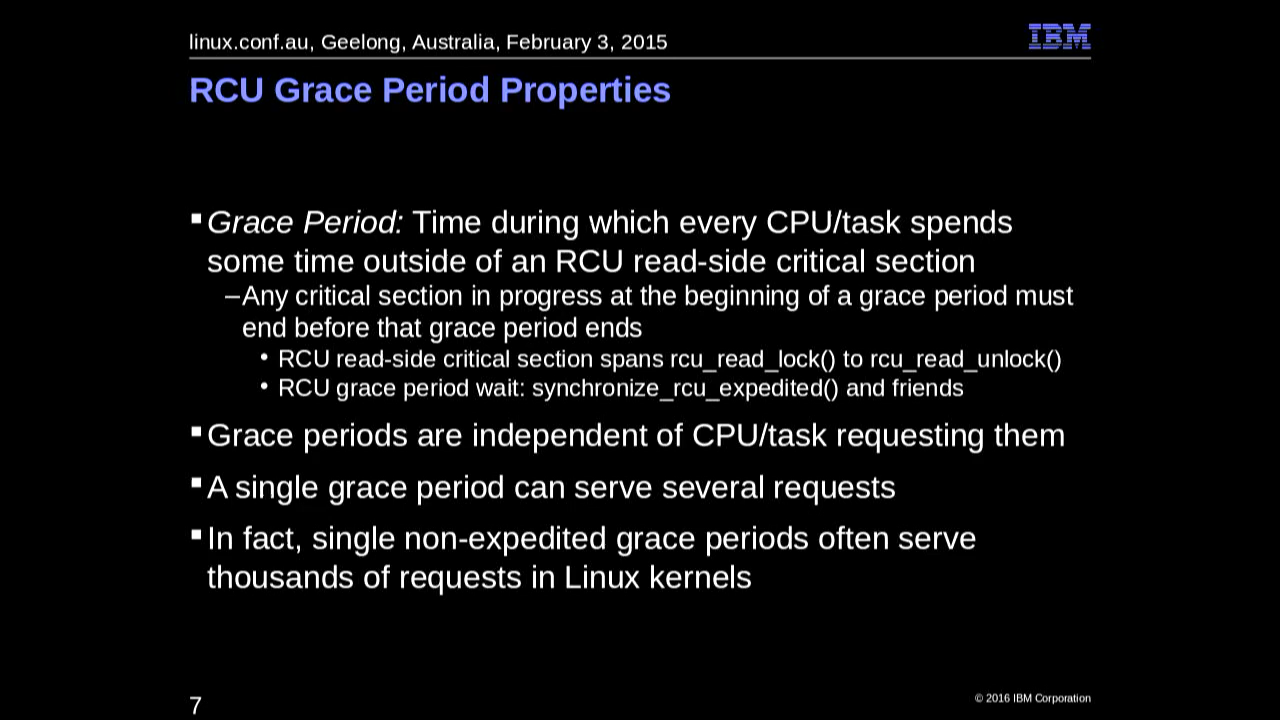 linux.conf.au, Geelong, Australia, February 3, 2015
IBM
RCU Grace Period Properties
▪Grace Period: Time during which every CPU/task spends
some time outside of an RCU read-side critical section
–Any critical section in progress at the beginning of a grace period must
end before that grace period ends
• RCU read-side critical section spans rcu_read_lock() to rcu_read_unlock()
• RCU grace period wait: synchronize_rcu_expedited() and friends
▪Grace periods are independent of CPU/task requesting them
▪A single grace period can serve several requests
▪In fact, single non-expedited grace periods often serve
thousands of requests in Linux kernels
7
© 2016 IBM Corporation